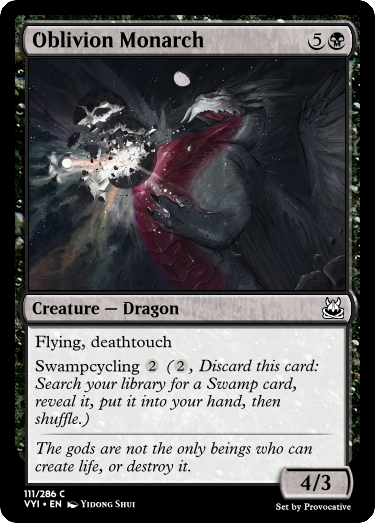 Oblivion Monarch 5
Creature — Dragon
Flying, deathtouch
Swampcycling 2 (2, Discard this card:
Search your library for a Swamp card,
reveal it, put it into your hand, then
shuffle.)
The gods are not the only beings who can
create life, or destroy it.
4/3
111/286 C
VYI • EN Yidong Shui
Set by Provocative